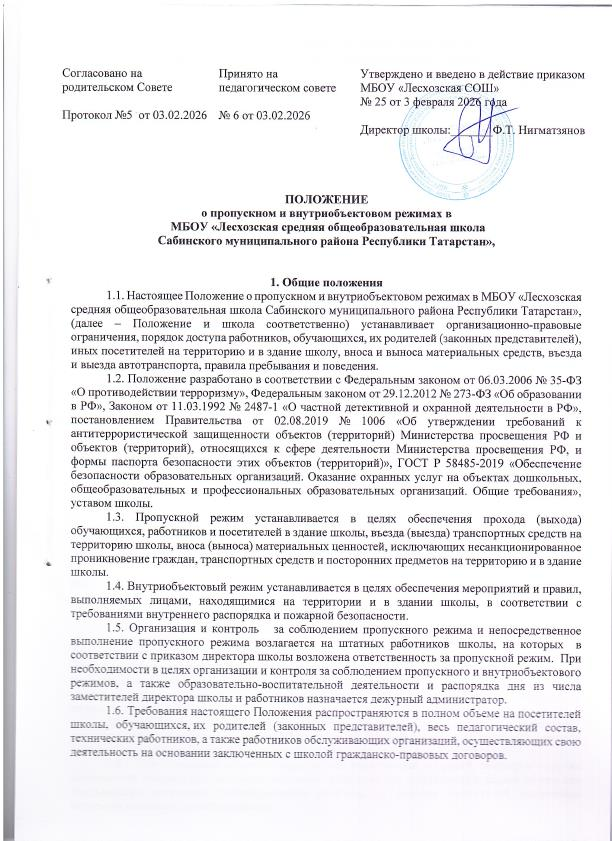 Согласовано на
родительском Совете
Протокол №5 от 03.02.2026
Принято на
педагогическом совете
№ 6 от 03.02.2026
Утверждено и введено в действие приказом
МБОУ «Лесхозская СОШ»
№ 25 от 3 февраля 2026 года
Директор школы:_______Ф.Т. Нигматзянов
ПОЛОЖЕНИЕ
о пропускном и внутриобъектовом режимах в
МБОУ «Лесхозская средняя общеобразовательная школа
Сабинского муниципального района Республики Татарстан»,
1. Общие положения
1.1. Настоящее Положение о пропускном и внутриобъектовом режимах в МБОУ «Лесхозская
средняя общеобразовательная школа Сабинского муниципального района Республики Татарстан»,
(далее – Положение и школа соответственно) устанавливает организационно-правовые
ограничения, порядок доступа работников, обучающихся, их родителей (законных представителей),
иных посетителей на территорию и в здание школу, вноса и выноса материальных средств, въезда
и выезда автотранспорта, правила пребывания и поведения.
1.2. Положение разработано в соответствии с Федеральным законом от 06.03.2006 № 35-ФЗ
«О противодействии терроризму», Федеральным законом от 29.12.2012 № 273-ФЗ «Об образовании
в РФ», Законом от 11.03.1992 № 2487-1 «О частной детективной и охранной деятельности в РФ»,
постановлением Правительства от 02.08.2019 № 1006 «Об утверждении требований к
антитеррористической защищенности объектов (территорий) Министерства просвещения РФ и
объектов (территорий), относящихся к сфере деятельности Министерства просвещения РФ, и
формы паспорта безопасности этих объектов (территорий)», ГОСТ Р 58485-2019 «Обеспечение
безопасности образовательных организаций. Оказание охранных услуг на объектах дошкольных,
общеобразовательных и профессиональных образовательных организаций. Общие требования»,
уставом школы.
1.3. Пропускной режим устанавливается в целях обеспечения прохода (выхода)
обучающихся, работников и посетителей в здание школы, въезда (выезда) транспортных средств на
территорию школы, вноса (выноса) материальных ценностей, исключающих несанкционированное
проникновение граждан, транспортных средств и посторонних предметов на территорию и в здание
школы.
1.4. Внутриобъектовый режим устанавливается в целях обеспечения мероприятий и правил,
выполняемых лицами, находящимися на территории и в здании школы, в соответствии с
требованиями внутреннего распорядка и пожарной безопасности.
1.5. Организация и контроль за соблюдением пропускного режима и непосредственное
выполнение пропускного режима возлагается на штатных работников школы, на которых в
соответствии с приказом директора школы возложена ответственность за пропускной режим. При
необходимости в целях организации и контроля за соблюдением пропускного и внутриобъектового
режимов, а также образовательно-воспитательной деятельности и распорядка дня из числа
заместителей директора школы и работников назначается дежурный администратор.
1.6. Требования настоящего Положения распространяются в полном объеме на посетителей
школы, обучающихся, их родителей (законных представителей), весь педагогический состав,
технических работников, а также работников обслуживающих организаций, осуществляющих свою
деятельность на основании заключенных с школой гражданско-правовых договоров.